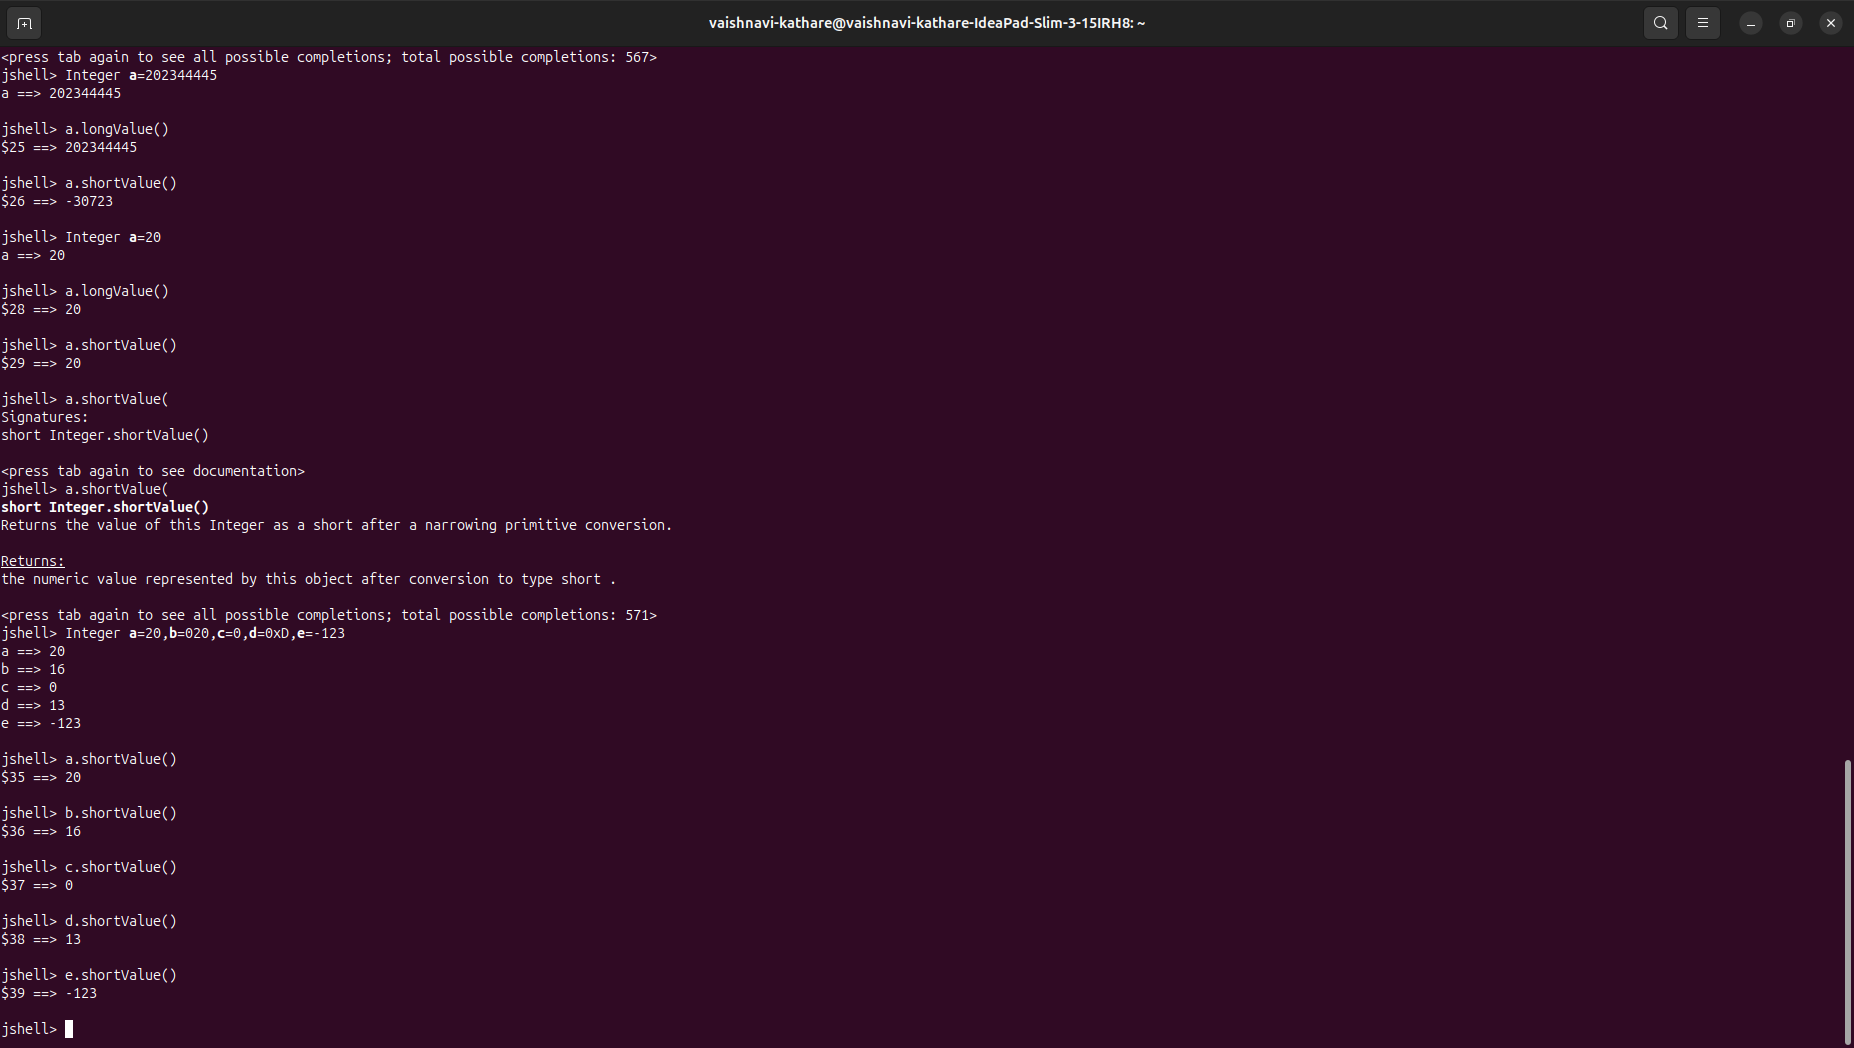 vaishnavi-kathare@vaishnavi-kathare-IdeaPad-Slim-3-15IRH8: ~
<press tab again to see all possible completions; total possible completions: 567>
jshell> Integer a=202344445
a ==> 202344445
jshell> a.longValue()
$25 ==> 202344445
jshell> a.shortValue()
$26 ==> -30723
jshell> Integer a=20
a ==> 20
jshell> a.longValue()
$28 ==> 20
jshell> a.shortValue()
$29 ==> 20
jshell> a.shortValue(
Signatures:
short Integer.shortValue()
<press tab again to see documentation>
jshell> a.shortValue(
short Integer.shortValue()
Returns the value of this Integer as a short after a narrowing primitive conversion.
Returns:
the numeric value represented by this object after conversion to type short .
<press tab again to see all possible completions; total possible completions: 571>
jshell> Integer a=20,b=020,c=0,d=0xD,e=-123
a ==> 20
b ==> 16
c ==> 0
d ==> 13
e ==> -123
jshell> a.shortValue()
$35 ==> 20
jshell> b.shortValue()
$36 ==> 16
jshell> c.shortValue()
$37 ==> 0
jshell> d.shortValue()
$38 ==> 13
jshell> e.shortValue()
$39 ==> -123
jshell>